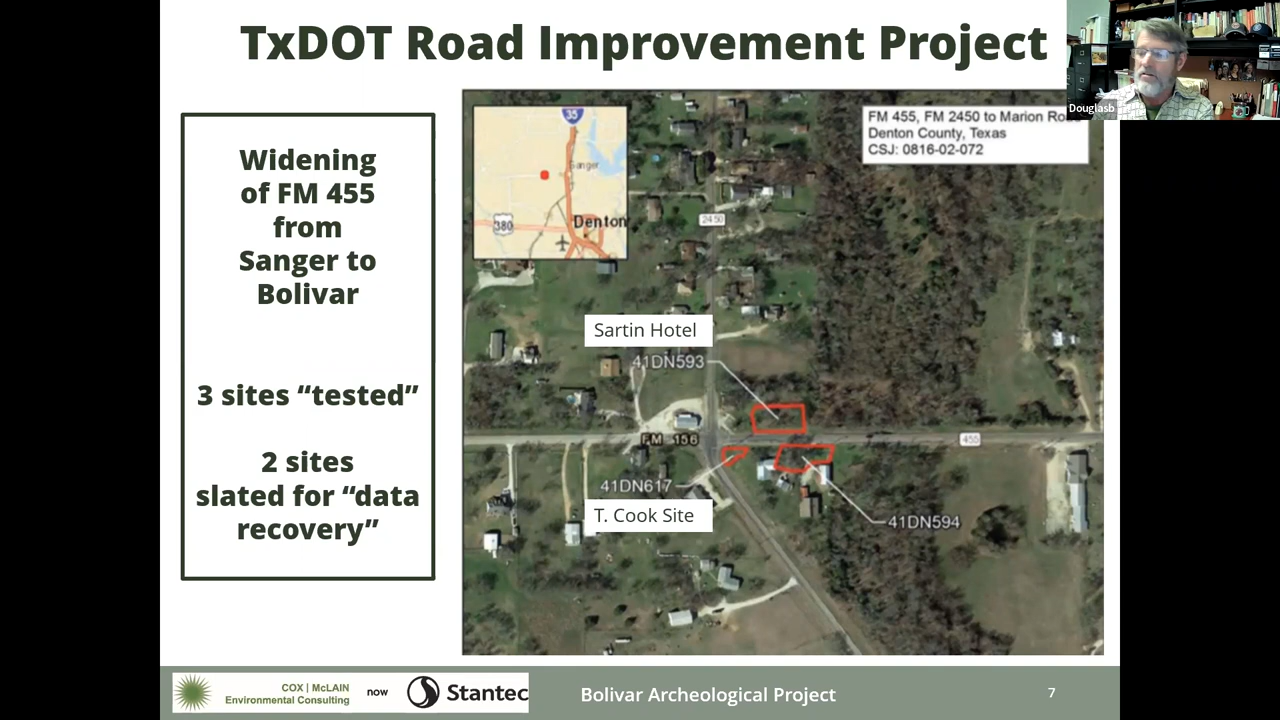 TxDOT Road Improvement Project
Douglasb
Widening
of FM 455
from
Sanger to
Bolivar
3 sites “tested”
2 sites
slated for “data
recovery”
35
Sanger
380
Denton
FM 455, FM 2450 to Marion
Denton County, Texas
CSJ: 0816-02-072
2450
Sartin Hotel
41DN593
FM 156
455
41DN617
T. Cook Site
41DN594
COX | McLAIN
Environmental Consulting
now
Stantec
Bolivar Archeological Project
7